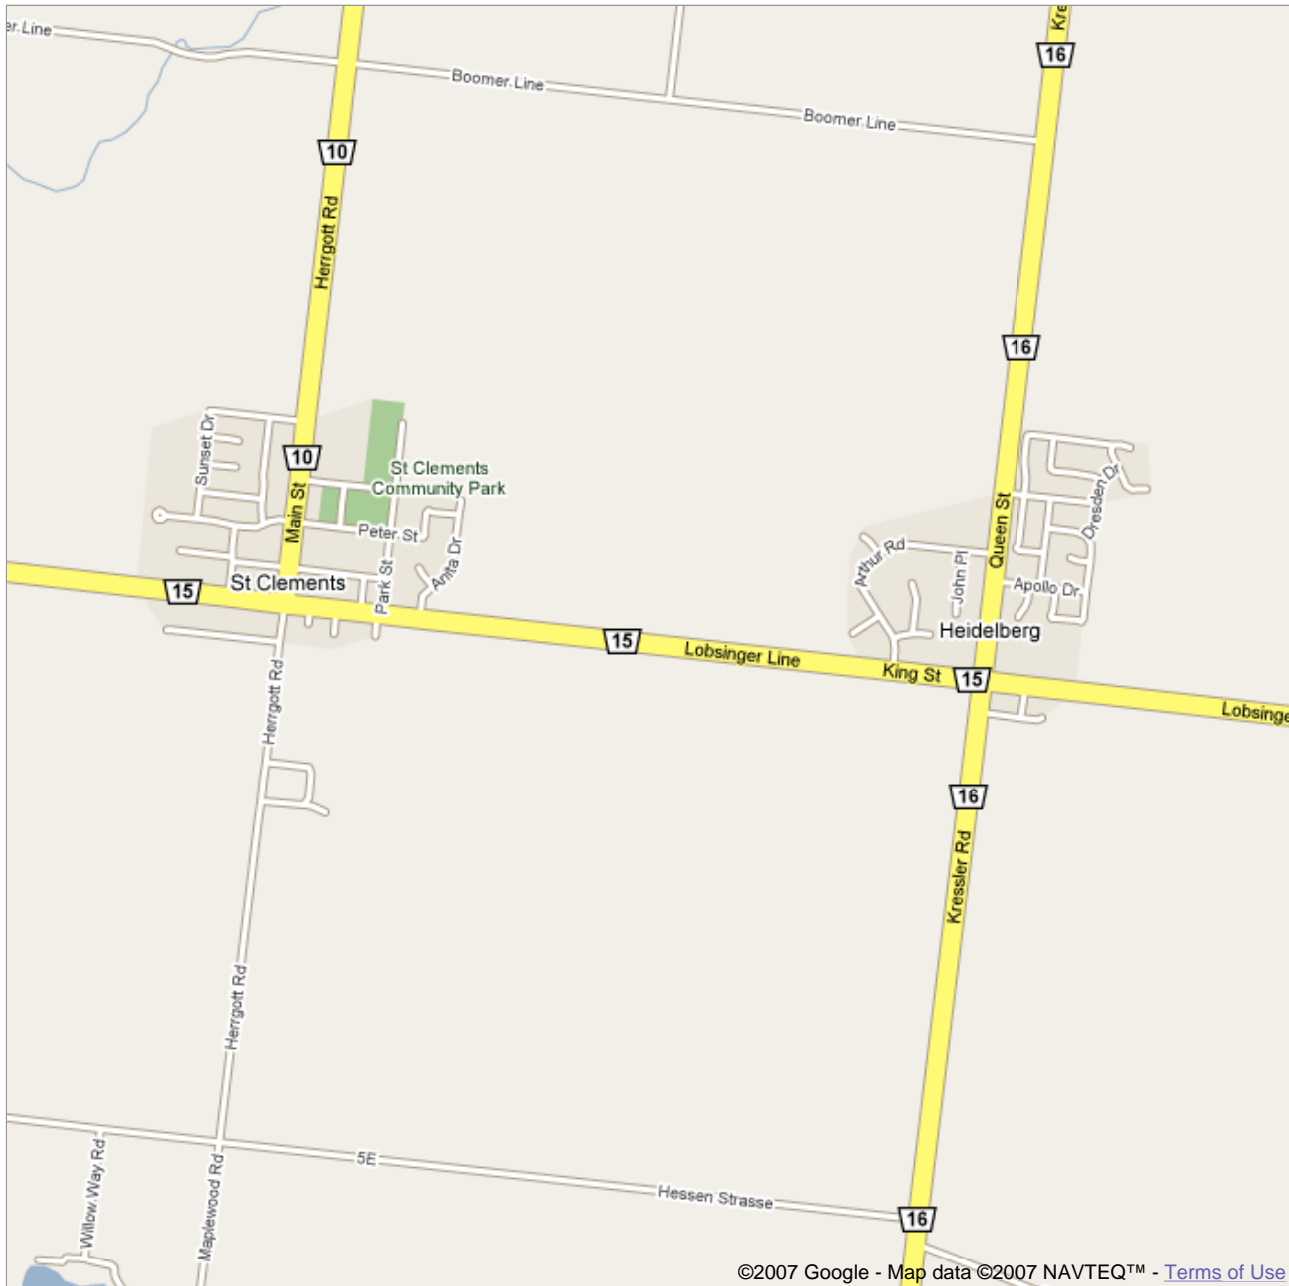 er Line
Kre
16
Boomer Line
Boomer Line
10
Herrgott Rd
16
Sunset Dr
10
St Clements
Community Park
Main St
Peter St
Queen St
Dresden Dr
Arthur Rd
John Pl
Apollo Dr
Anita Dr
Park St
St Clements
15
Heidelberg
15
Lobsinger Line
King St
15
Lobsinge
Herrgott Rd
16
Kressler Rd
Herrgott Rd
Willow Way Rd
Maplewood Rd
5E
Hessen Strasse
16
©2007 Google - Map data ©2007 NAVTEQ™ - Terms of Use